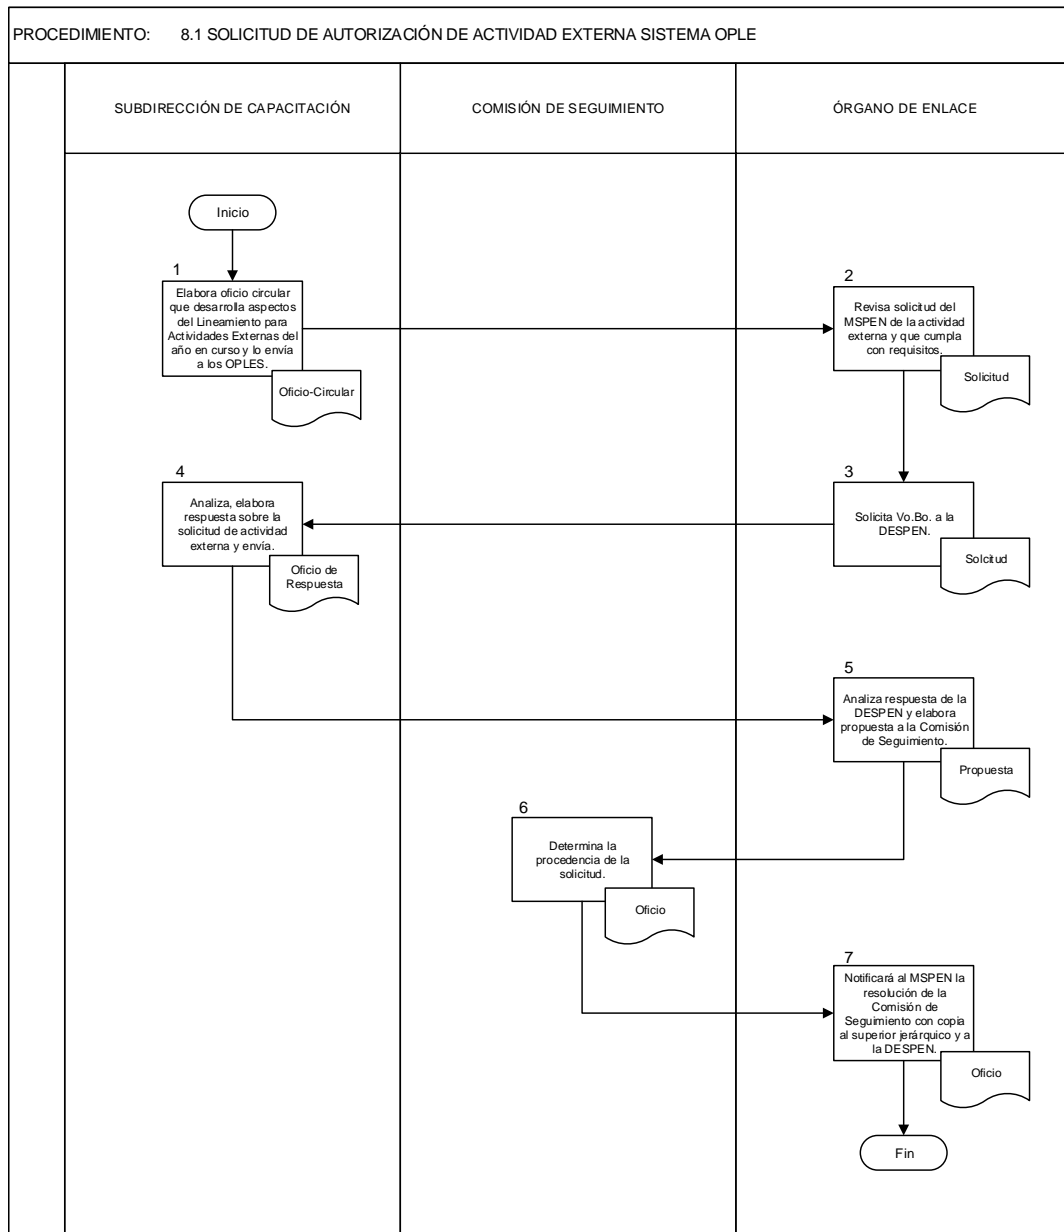 PROCEDIMIENTO: 8.1 SOLICITUD DE AUTORIZACIÓN DE ACTIVIDAD EXTERNA SISTEMA OPLE
SUBDIRECCIÓN DE CAPACITACIÓN
COMISIÓN DE SEGUIMIENTO
ÓRGANO DE ENLACE
Inicio
1
Elabora oficio circular
que desarrolla aspectos
del Lineamiento para
Actividades Externas del
año en curso y lo envía
a los OPLES.
Oficio-Circular
2
Revisa solicitud del
MSPEN de la actividad
externa y que cumpla
con requisitos.
Solicitud
3
Solicita Vo.Bo. a la
DESPEN.
Solcitud
4
Analiza, elabora
respuesta sobre la
solicitud de actividad
externa y envía.
Oficio de
Respuesta
5
Analiza respuesta de la
DESPEN y elabora
propuesta a la Comisión
de Seguimiento.
Propuesta
6
Determina la
procedencia de la
solicitud.
Oficio
7
Notificará al MSPEN la
resolución de la
Comisión de
Seguimiento con copia
al superior jerárquico y a
la DESPEN.
Oficio
Fin